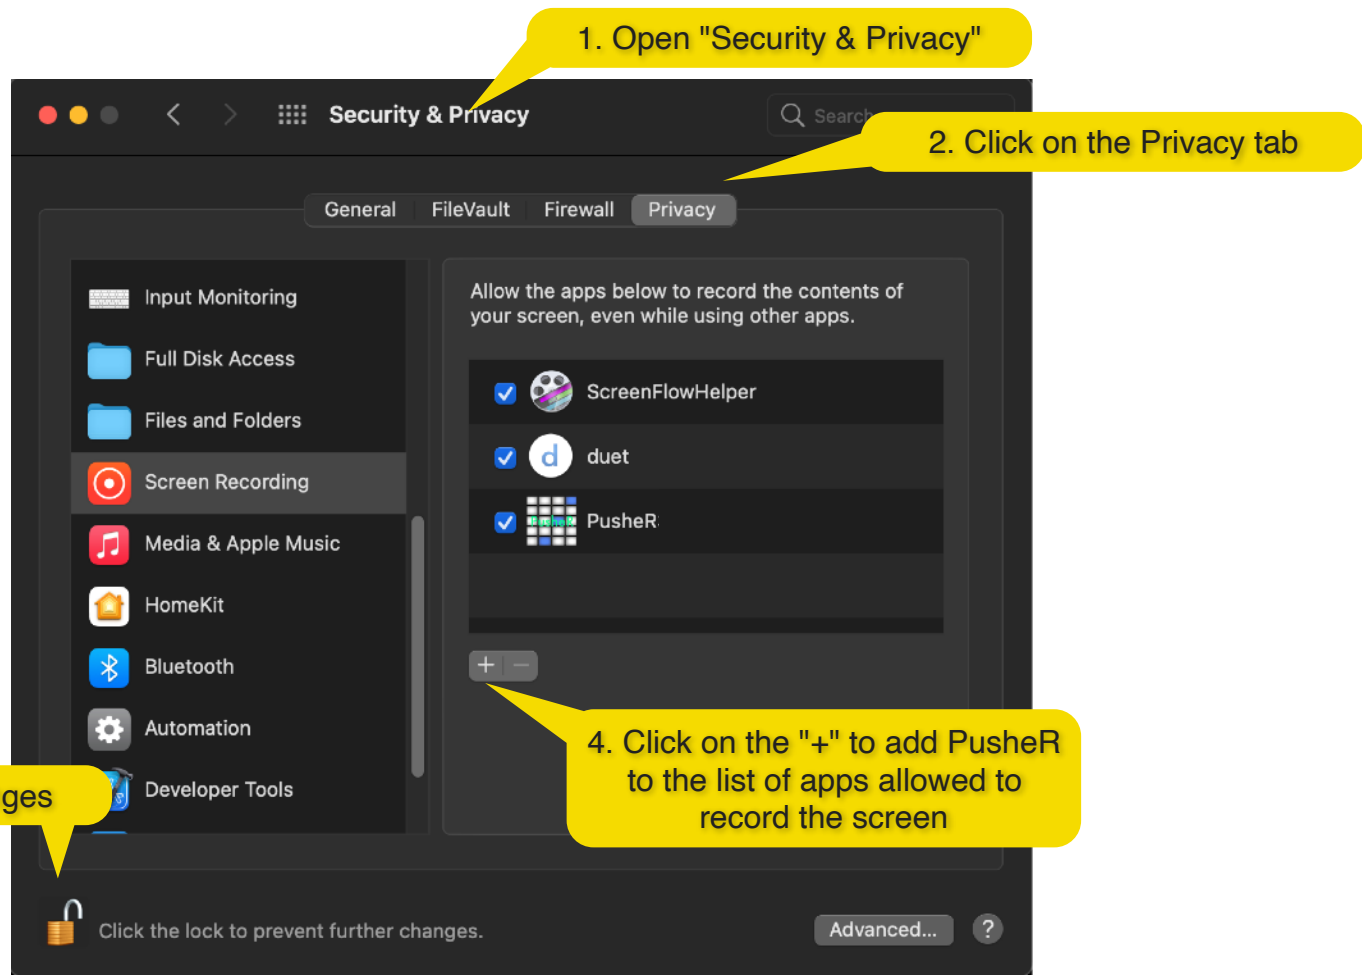 1. Open "Security & Privacy"
Security & Privacy
Search
2. Click on the Privacy tab
General
FileVault
Firewall
Privacy
Input Monitoring
Full Disk Access
Files and Folders
Screen Recording
Media & Apple Music
HomeKit
Bluetooth
Automation
Developer Tools
Allow the apps below to record the contents of
your screen, even while using other apps.
ScreenFlowHelper
duet
PusheR
PusheR
4. Click on the "+" to add PusheR
to the list of apps allowed to
record the screen
ges
Click the lock to prevent further changes.
Advanced...
?